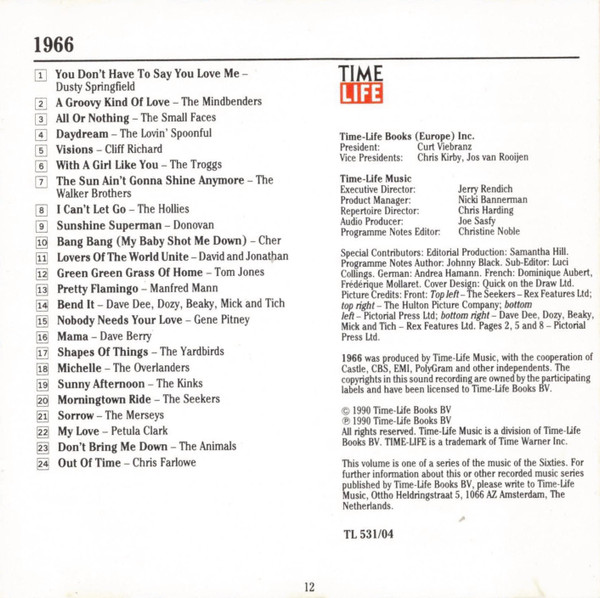 1966
1 You Don't Have To Say You Love Me –
Dusty Springfield
2 A Groovy Kind Of Love – The Mindbenders
3 All Or Nothing – The Small Faces
4 Daydream – The Lovin' Spoonful
5 Visions – Cliff Richard
6 With A Girl Like You – The Troggs
7 The Sun Ain't Gonna Shine Anymore – The
Walker Brothers
8 I Can't Let Go – The Hollies
9 Sunshine Superman – Donovan
10 Bang Bang (My Baby Shot Me Down) – Cher
11 Lovers Of The World Unite – David and Jonathan
12 Green Green Grass Of Home – Tom Jones
13 Pretty Flamingo – Manfred Mann
14 Bend It – Dave Dee, Dozy, Beaky, Mick and Tich
15 Nobody Needs Your Love – Gene Pitney
16 Mama – Dave Berry
17 Shapes Of Things – The Yardbirds
18 Michelle – The Overlanders
19 Sunny Afternoon – The Kinks
20 Morningtown Ride – The Seekers
21 Sorrow – The Merseys
22 My Love – Petula Clark
23 Don't Bring Me Down – The Animals
24 Out Of Time – Chris Farlowe
TIME
LIFE
Time-Life Books (Europe) Inc.
President: Curt Viebranz
Vice Presidents: Chris Kirby, Jos van Rooijen
Time-Life Music
Executive Director: Jerry Rendich
Product Manager: Nicki Bannerman
Repertoire Director: Chris Harding
Audio Producer: Joe Sasfy
Programme Notes Editor: Christine Noble
Special Contributors: Editorial Production: Samantha Hill.
Programme Notes Author: Johnny Black. Sub-Editor: Luci
Collings. German: Andrea Hamann. French: Dominique Aubert,
Frédérique Mollaret. Cover Design: Quick on the Draw Ltd.
Picture Credits: Front: Top left – The Seekers – Rex Features Ltd;
top right – The Hulton Picture Company; bottom
left – Pictorial Press Ltd; bottom right – Dave Dee, Dozy, Beaky,
Mick and Tich – Rex Features Ltd. Pages 2, 5 and 8 – Pictorial
Press Ltd.
1966 was produced by Time-Life Music, with the cooperation of
Castle, CBS, EMI, PolyGram and other independents. The
copyrights in this sound recording are owned by the participating
labels and have been licensed to Time-Life Books BV.
© 1990 Time-Life Books BV
℗ 1990 Time-Life Books BV
All rights reserved. Time-Life Music is a division of Time-Life
Books BV. TIME-LIFE is a trademark of Time Warner Inc.
This volume is one of a series of the music of the Sixties. For
further information about this or other recorded music series
published by Time-Life Books BV, please write to Time-Life
Music, Ottho Heldringstraat 5, 1066 AZ Amsterdam, The
Netherlands.
TL 531/04
12